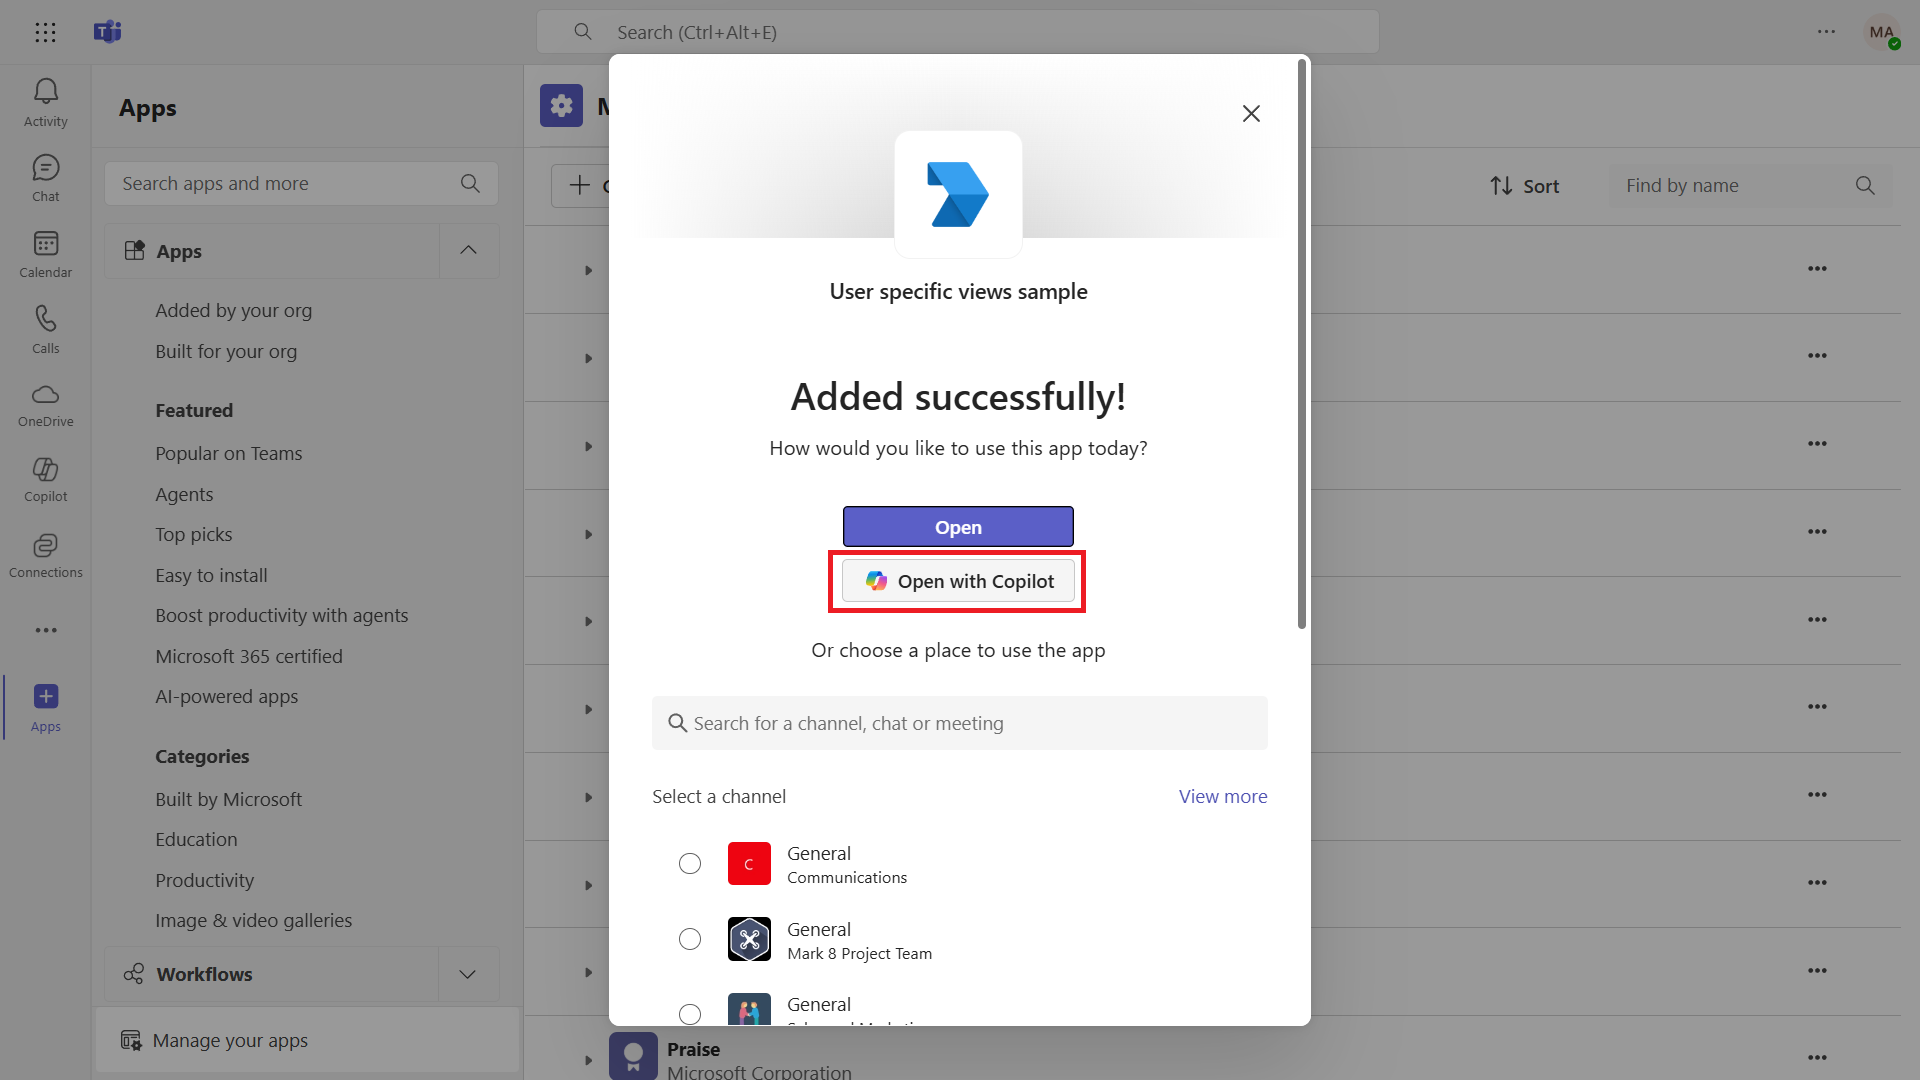 Search (Ctrl+Alt+E)
MA
Activity
Chat
Calendar
Calls
OneDrive
Copilot
Connections
Apps
Apps
Search apps and more
Apps
Added by your org
Built for your org
Featured
Popular on Teams
Agents
Top picks
Easy to install
Boost productivity with agents
Microsoft 365 certified
AI-powered apps
Categories
Built by Microsoft
Education
Productivity
Image & video galleries
Workflows
Manage your apps
Sort
Find by name
User specific views sample
Added successfully!
How would you like to use this app today?
Open
Open with Copilot
Or choose a place to use the app
Search for a channel, chat or meeting
Select a channel
View more
C
General
Communications
General
Mark 8 Project Team
General
Praise
Microsoft Corporation